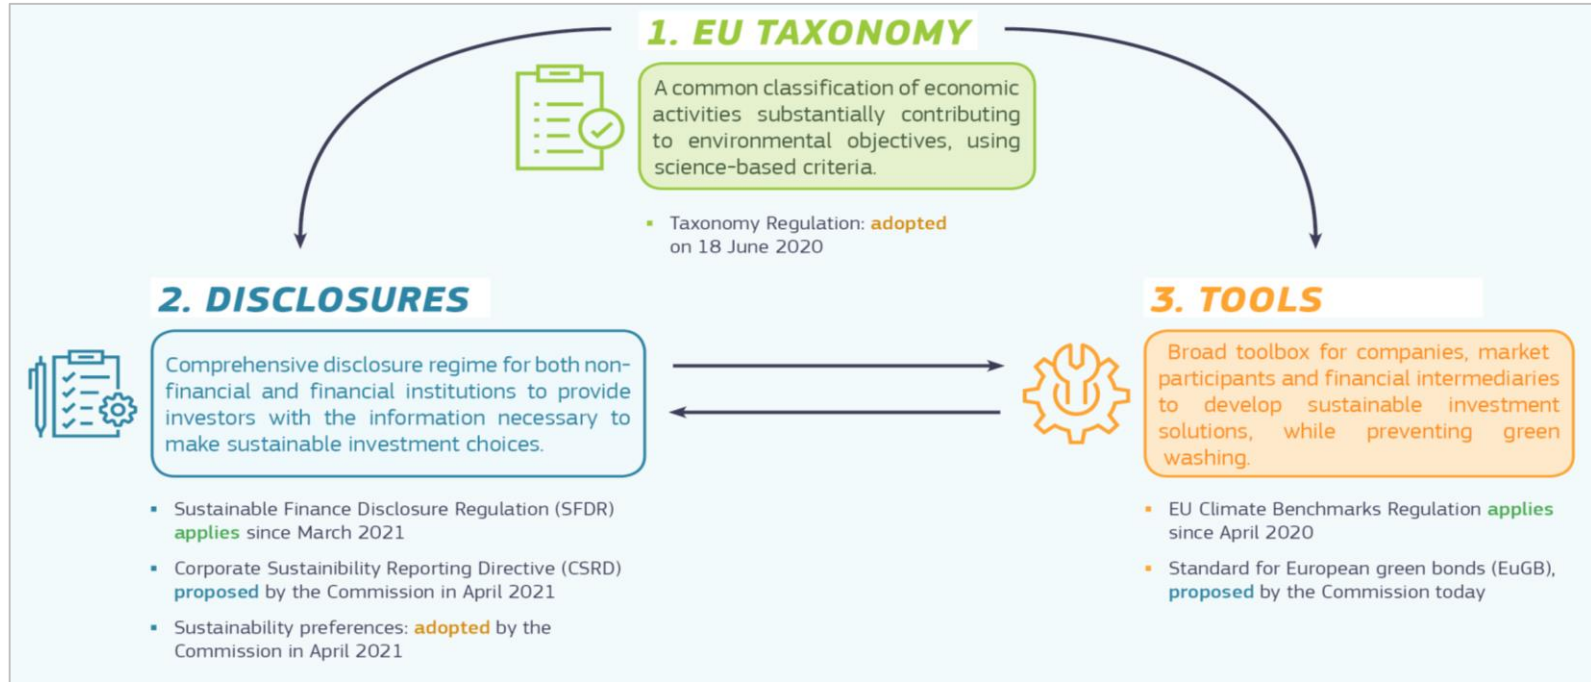 1. EU TAXONOMY
A common classification of economic
activities substantially contributing
to environmental objectives, using
science-based criteria.
▪ Taxonomy Regulation: adopted
on 18 June 2020
2. DISCLOSURES
Comprehensive disclosure regime for both non-
financial and financial institutions to provide
investors with the information necessary to
make sustainable investment choices.
▪ Sustainable Finance Disclosure Regulation (SFDR)
applies since March 2021
▪ Corporate Sustainibility Reporting Directive (CSRD)
proposed by the Commission in April 2021
▪ Sustainability preferences: adopted by the
Commission in April 2021
3. TOOLS
Broad toolbox for companies, market
participants and financial intermediaries
to develop sustainable investment
solutions, while preventing green
washing.
▪ EU Climate Benchmarks Regulation applies
since April 2020
▪ Standard for European green bonds (EuGB),
proposed by the Commission today